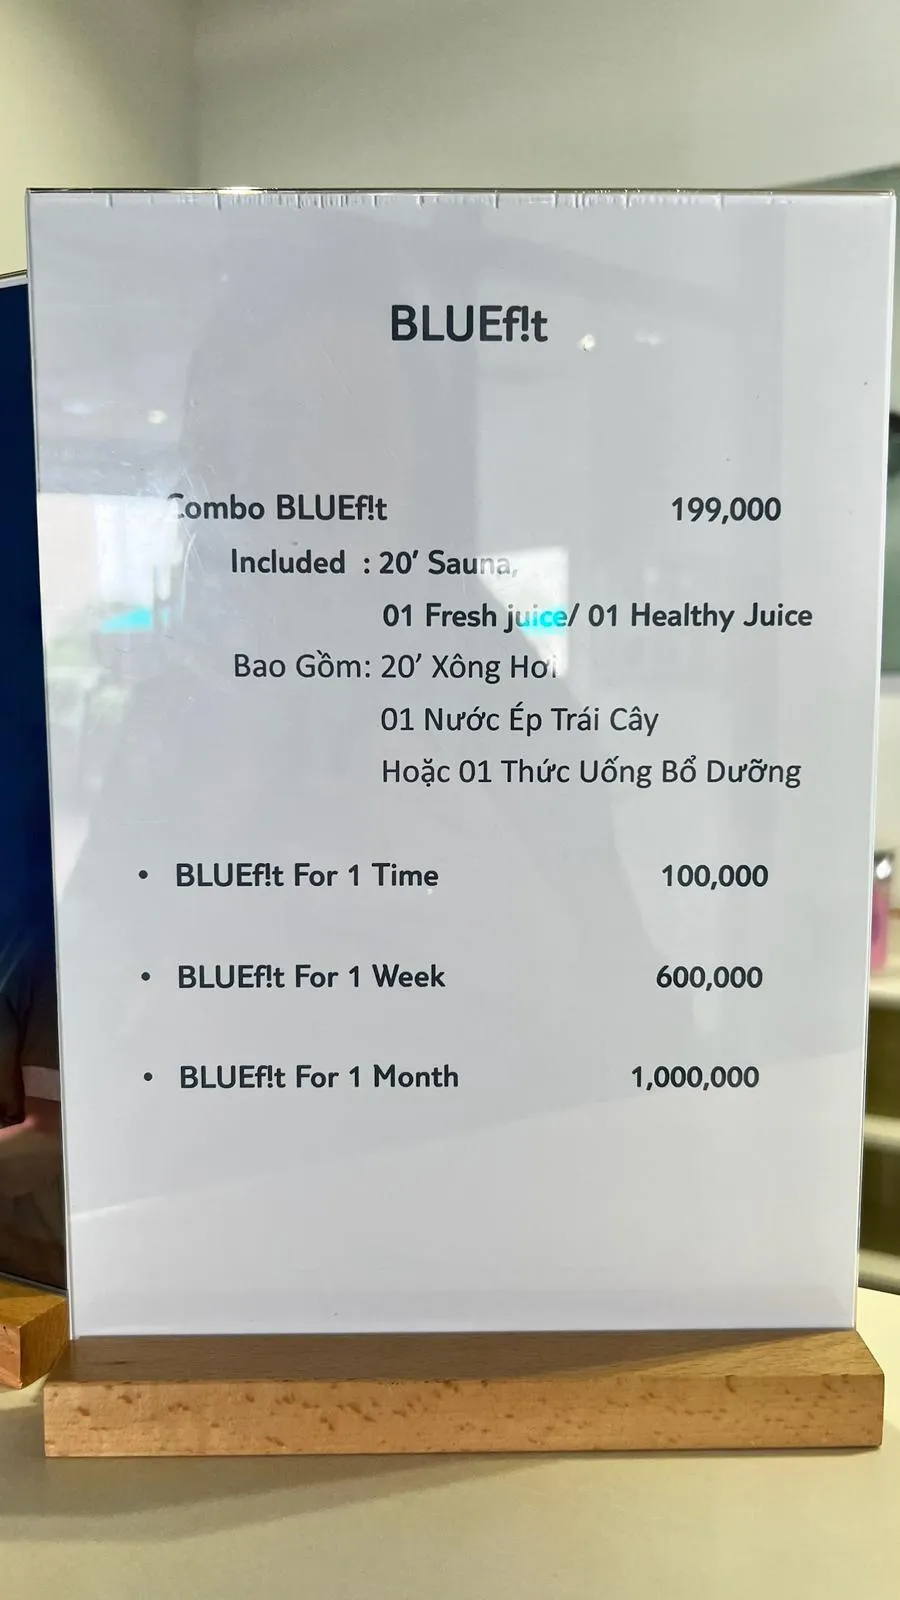 BLUEf!t
Combo BLUEf!t 199,000
Included : 20' Sauna,
01 Fresh juice/ 01 Healthy Juice
Bao Gồm: 20' Xông Hơi
01 Nước Ép Trái Cây
Hoặc 01 Thức Uống Bổ Dưỡng
• BLUEf!t For 1 Time 100,000
• BLUEf!t For 1 Week 600,000
• BLUEf!t For 1 Month 1,000,000